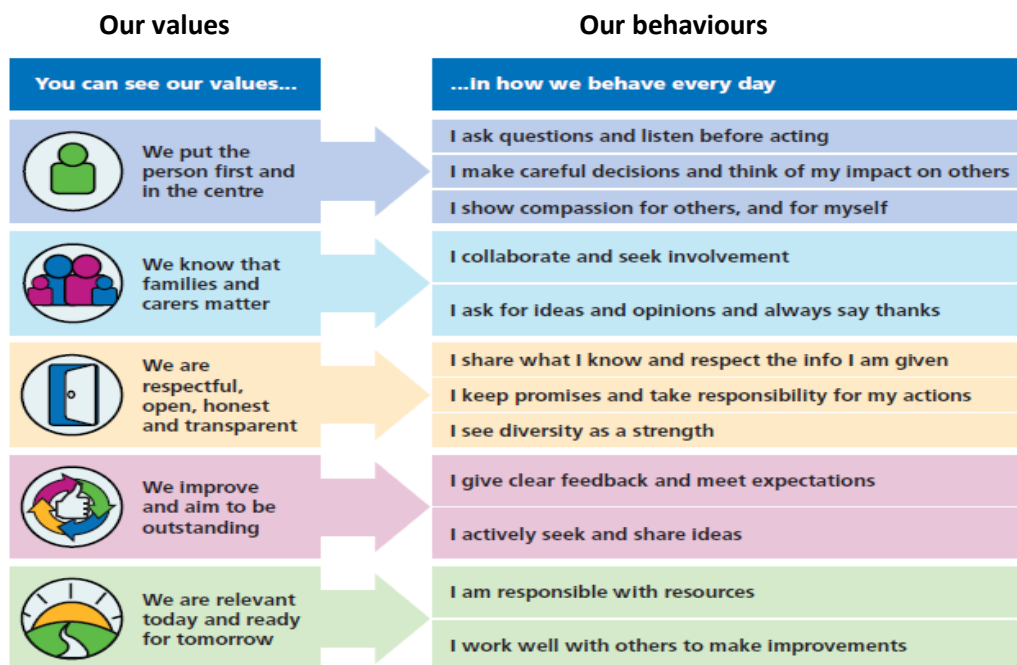 Our values
Our behaviours
You can see our values...
...in how we behave every day
We put the
person first and
in the centre
I ask questions and listen before acting
I make careful decisions and think of my impact on others
I show compassion for others, and for myself
We know that
families and
carers matter
I collaborate and seek involvement
I ask for ideas and opinions and always say thanks
We are
respectful,
open, honest
and transparent
I share what I know and respect the info I am given
I keep promises and take responsibility for my actions
I see diversity as a strength
We improve
and aim to be
outstanding
I give clear feedback and meet expectations
I actively seek and share ideas
We are relevant
today and ready
for tomorrow
I am responsible with resources
I work well with others to make improvements